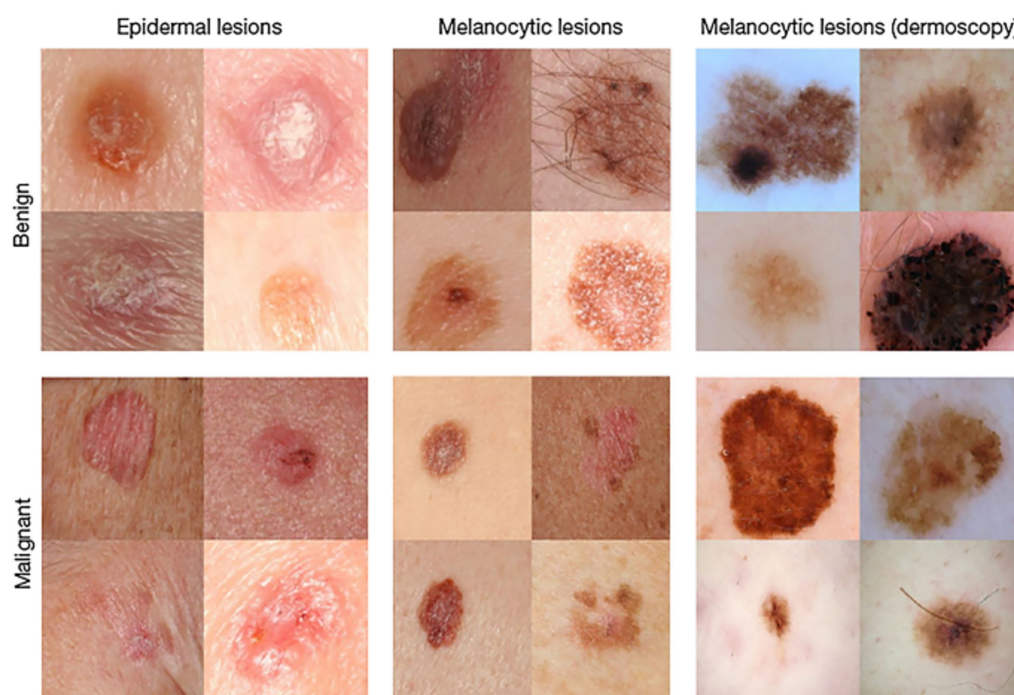 Epidermal lesions
Melanocytic lesions
Melanocytic lesions (dermoscopy)
Benign
Malignant